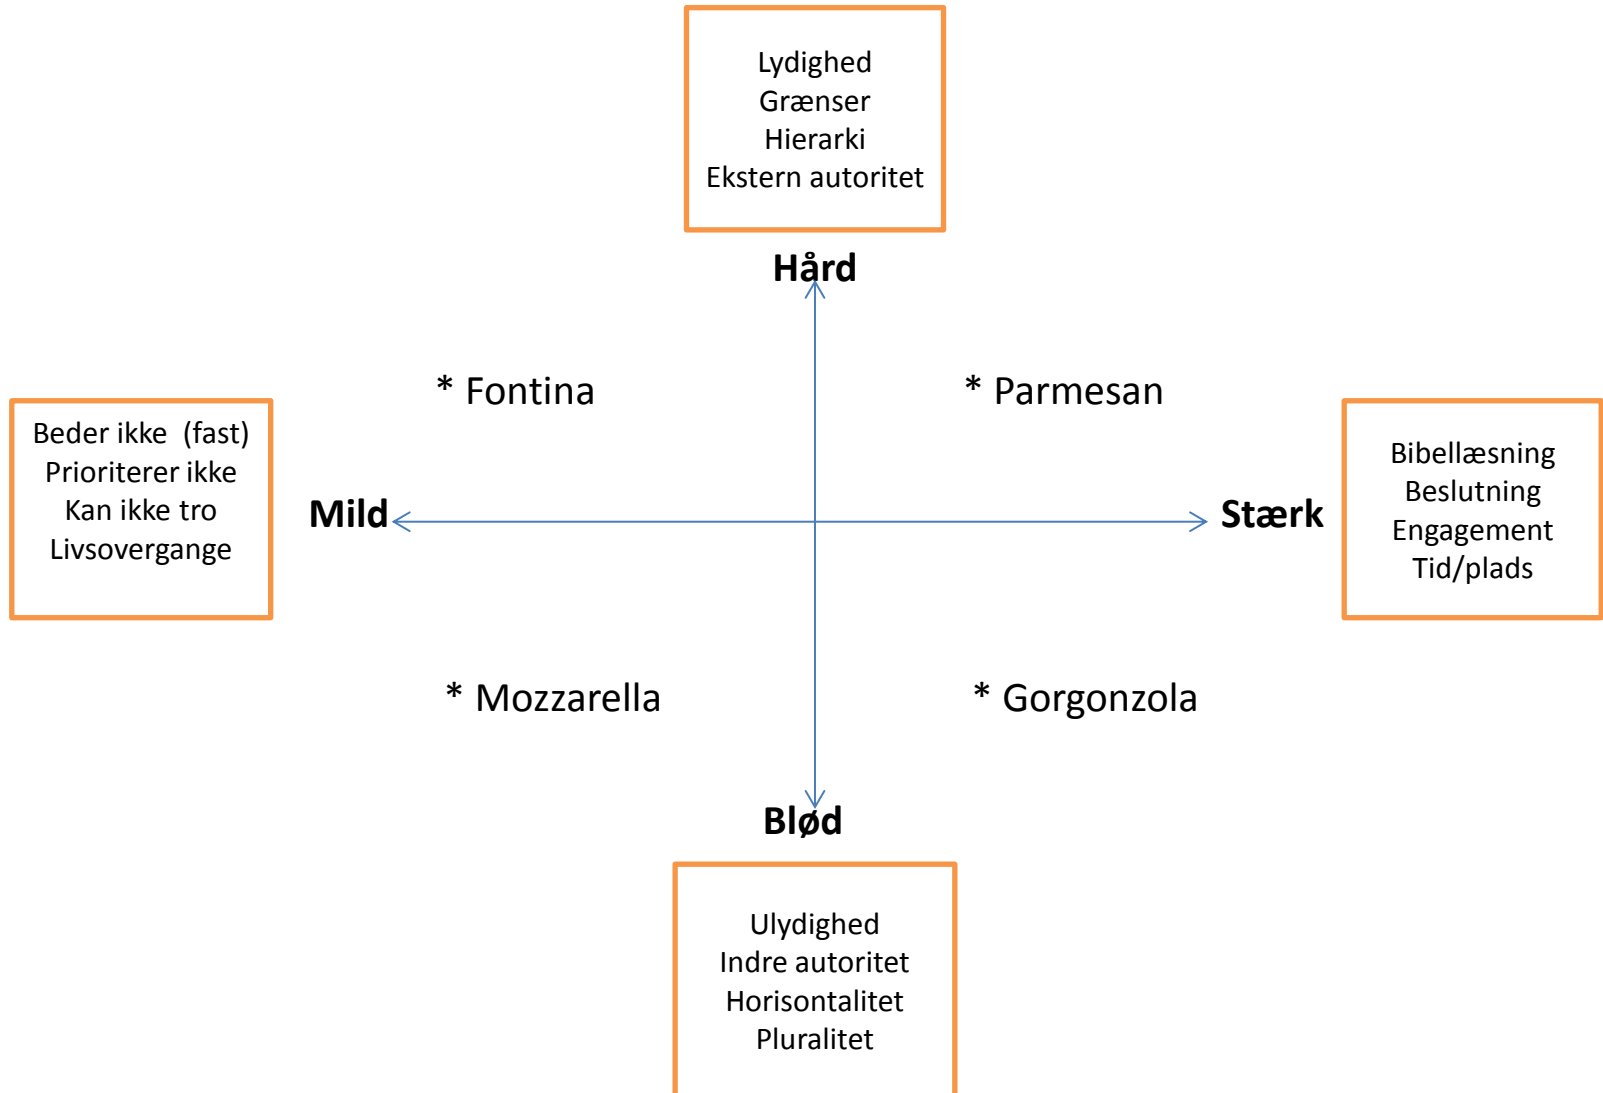 Lydighed
Grænser
Hierarki
Ekstern autoritet
Hård
* Fontina
* Parmesan
Beder ikke  (fast)
Prioriterer ikke
Kan ikke tro
Livsovergange
Mild
Stærk
Bibellæsning
Beslutning
Engagement
Tid/plads
* Mozzarella
* Gorgonzola
Blød
Ulydighed
Indre autoritet
Horisontalitet
Pluralitet